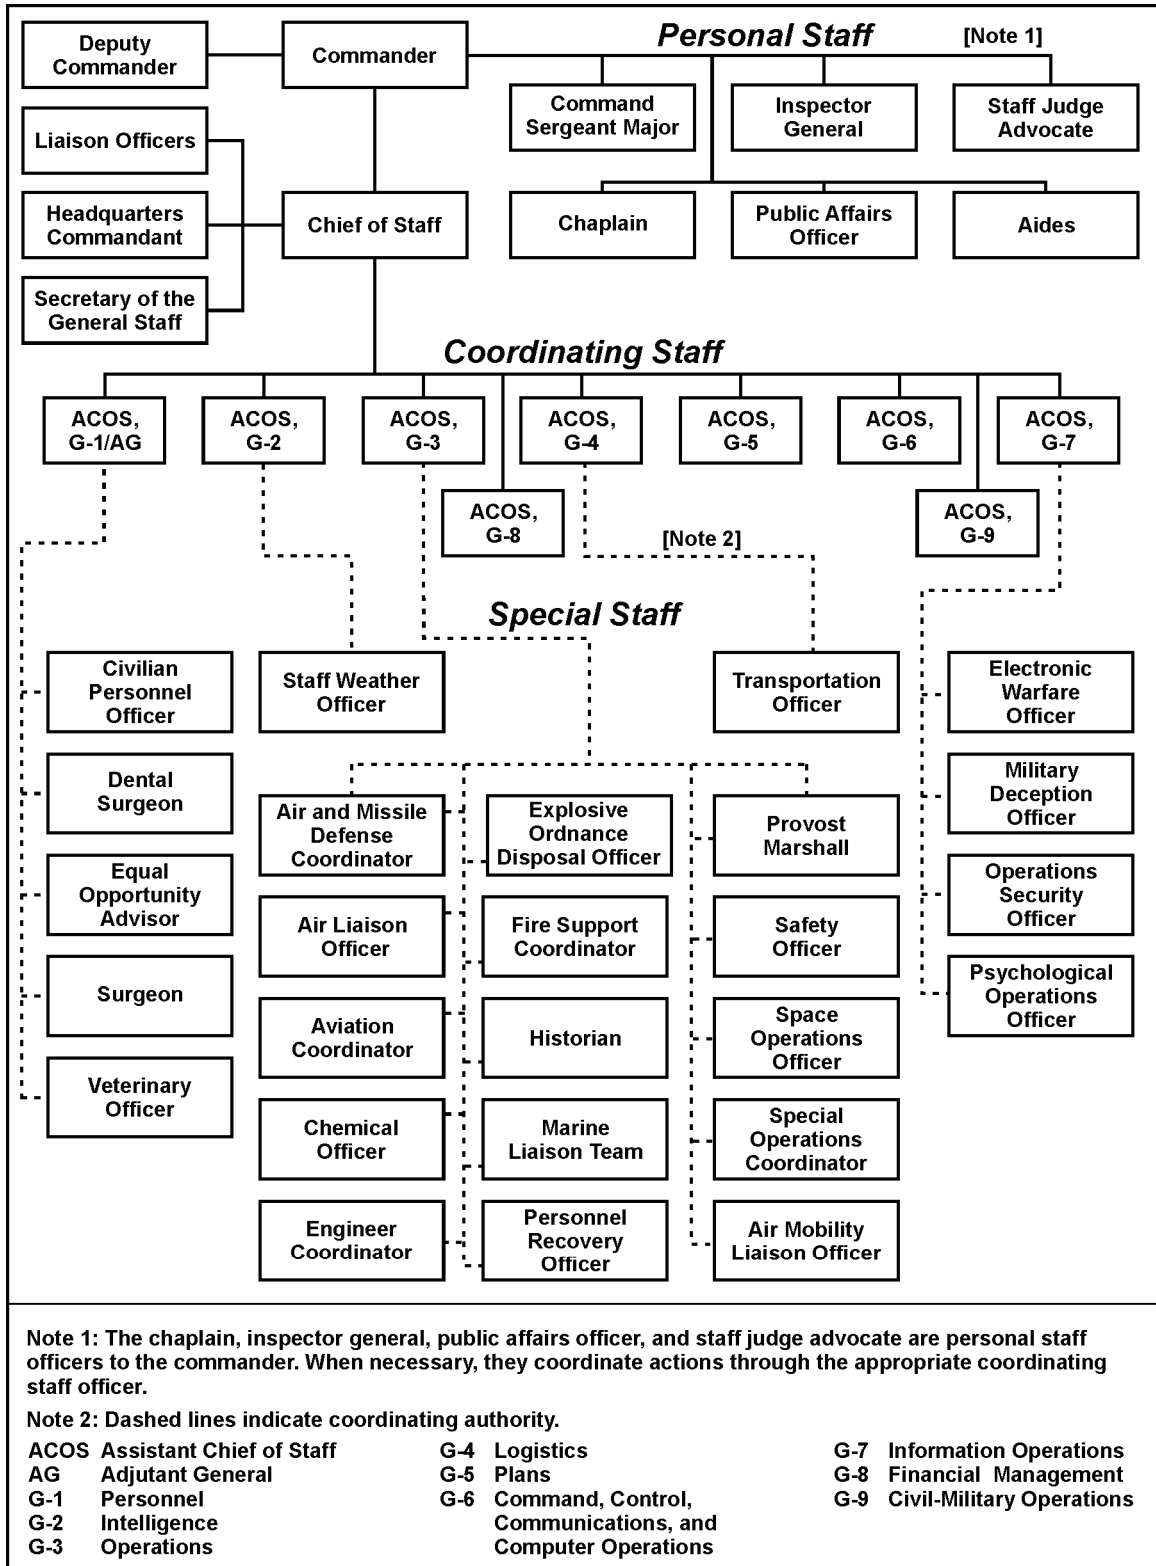 Deputy
Commander
Commander
Personal Staff
[Note 1]
Command
Sergeant Major
Inspector
General
Staff Judge
Advocate
Liaison Officers
Headquarters
Commandant
Chief of Staff
Chaplain
Public Affairs
Officer
Aides
Secretary of the
General Staff
Coordinating Staff
ACOS,
G-1/AG
ACOS,
G-2
ACOS,
G-3
ACOS,
G-4
ACOS,
G-5
ACOS,
G-6
ACOS,
G-7
ACOS,
G-8
ACOS,
G-9
[Note 2]
Special Staff
Civilian
Personnel
Officer
Staff Weather
Officer
Transportation
Officer
Electronic
Warfare
Officer
Dental
Surgeon
Air and Missile
Defense
Coordinator
Explosive
Ordnance
Disposal Officer
Provost
Marshall
Military
Deception
Officer
Equal
Opportunity
Advisor
Air Liaison
Officer
Fire Support
Coordinator
Safety
Officer
Operations
Security
Officer
Surgeon
Aviation
Coordinator
Historian
Space
Operations
Officer
Psychological
Operations
Officer
Veterinary
Officer
Chemical
Officer
Marine
Liaison Team
Special
Operations
Coordinator
Engineer
Coordinator
Personnel
Recovery
Officer
Air Mobility
Liaison Officer
Note 1: The chaplain, inspector general, public affairs officer, and staff judge advocate are personal staff
officers to the commander. When necessary, they coordinate actions through the appropriate coordinating
staff officer.
Note 2: Dashed lines indicate coordinating authority.
ACOS Assistant Chief of Staff
AG Adjutant General
G-1 Personnel
G-2 Intelligence
G-3 Operations
G-4 Logistics
G-5 Plans
G-6 Command, Control,
Communications, and
Computer Operations
G-7 Information Operations
G-8 Financial Management
G-9 Civil-Military Operations